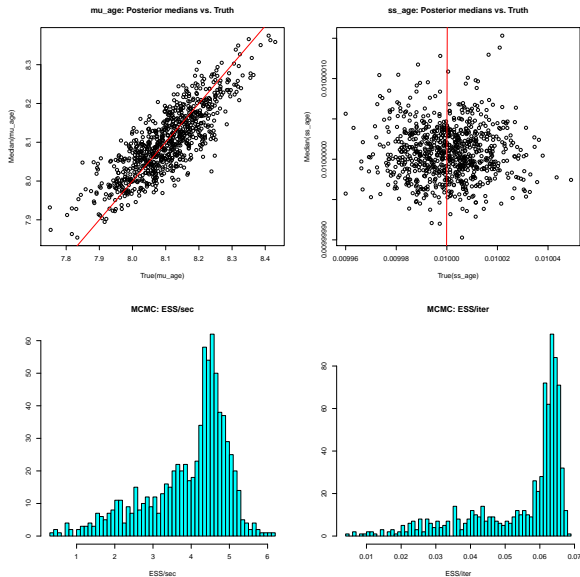 mu_age: Posterior medians vs. Truth
Median(mu_age)
8.3
8.2
8.1
8.0
7.9
7.8 7.9 8.0 8.1 8.2 8.3 8.4
True(mu_age)
ss_age: Posterior medians vs. Truth
Median(ss_age)
0.0100010
0.0100000
0.0099990
0.00996 0.00998 0.01000 0.01002 0.01004
True(ss_age)
MCMC: ESS/sec
60
50
40
30
20
10
0
1 2 3 4 5 6
ESS/sec
MCMC: ESS/iter
80
60
40
20
0
0.01 0.02 0.03 0.04 0.05 0.06 0.07
ESS/iter